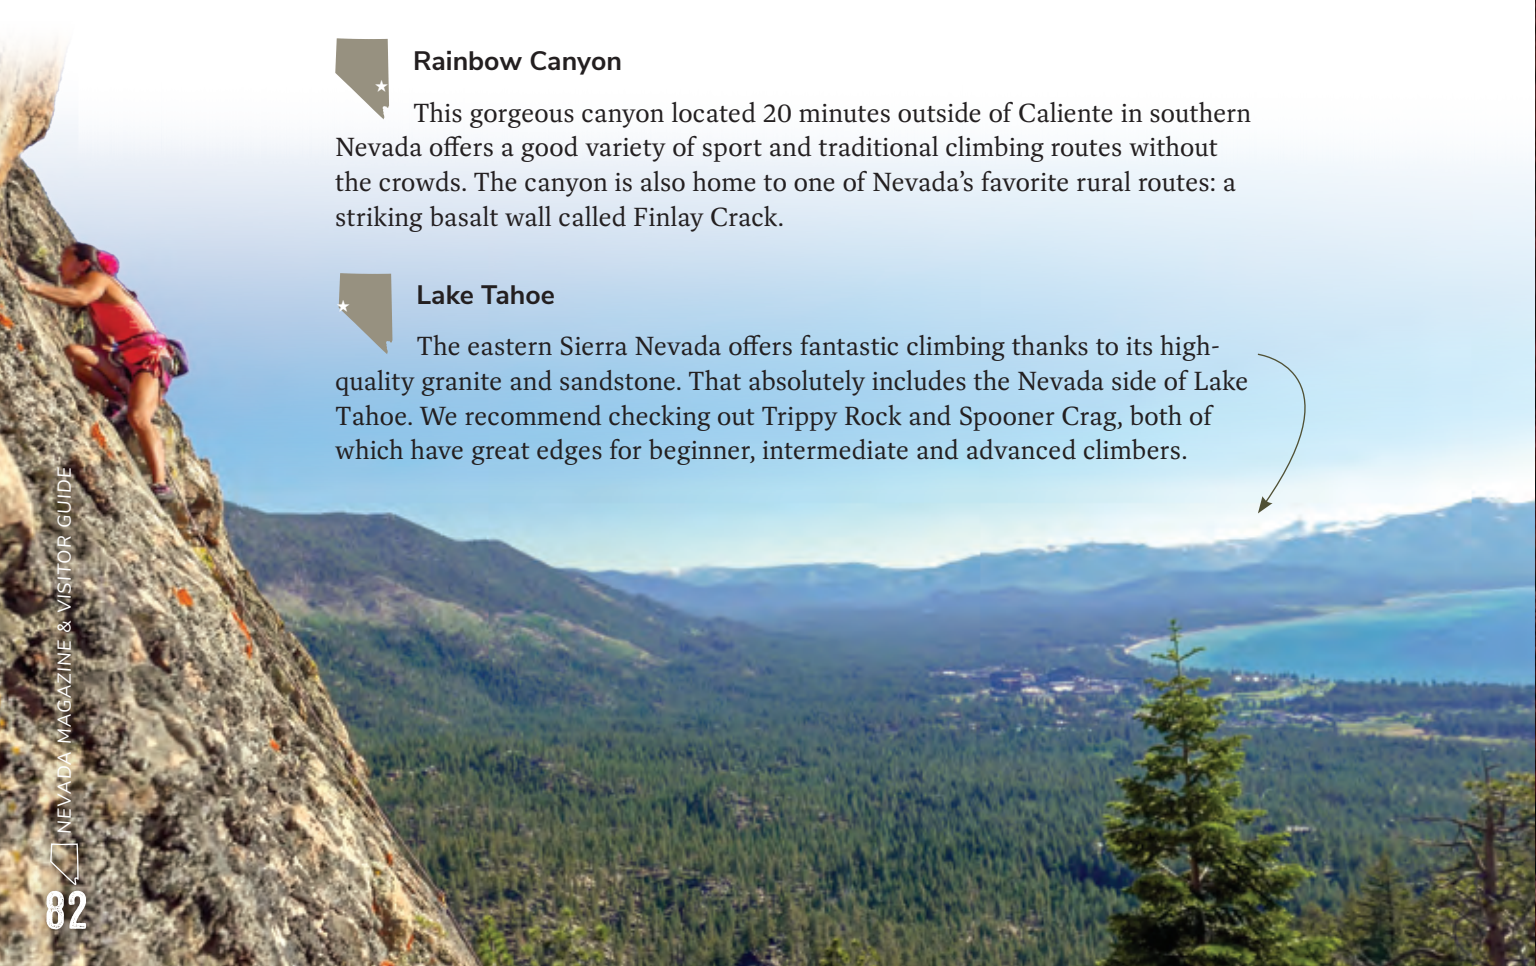 Rainbow Canyon
This gorgeous canyon located 20 minutes outside of Caliente in southern
Nevada offers a good variety of sport and traditional climbing routes without
the crowds. The canyon is also home to one of Nevada’s favorite rural routes: a
striking basalt wall called Finlay Crack.
Lake Tahoe
The eastern Sierra Nevada offers fantastic climbing thanks to its high-
quality granite and sandstone. That absolutely includes the Nevada side of Lake
Tahoe. We recommend checking out Trippy Rock and Spooner Crag, both of
which have great edges for beginner, intermediate and advanced climbers.
NEVADA MAGAZINE & VISITOR GUIDE
82